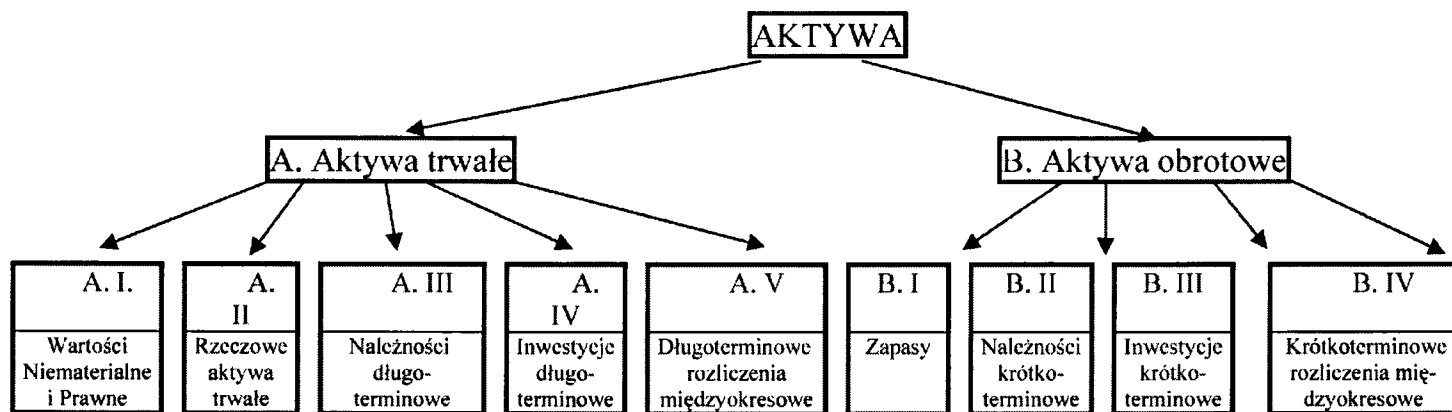 AKTYWA
A. Aktywa trwałe
B. Aktywa obrotowe
A. I.
Wartości
Niematerialne
i Prawne
A.
II
Rzeczowe
aktywa
trwałe
A. III
Należności
długo-
terminowe
A.
IV
Inwestycje
długo-
terminowe
A. V
Długoterminowe
rozliczenia
międzyokresowe
B. I
Zapasy
B. II
Należności
krótko-
terminowe
B. III
Inwestycje
krótko-
terminowe
B. IV
Krótkoterminowe
rozliczenia mię-
dzyokresowe